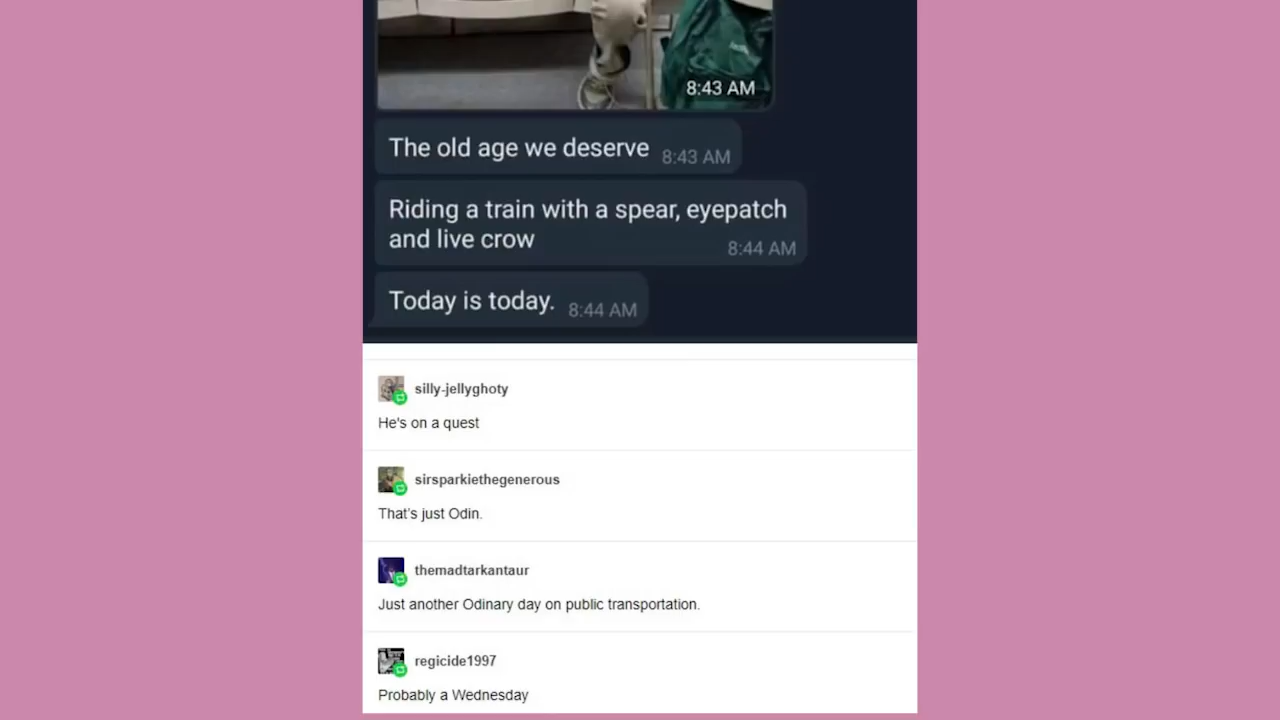 8:43 AM
The old age we deserve 8:43 AM
Riding a train with a spear, eyepatch
and live crow 8:44 AM
Today is today. 8:44 AM
silly-jellyghoty
He's on a quest
sirsparkiethegenerous
That's just Odin.
themadtarkantaur
Just another Odinary day on public transportation.
regicide1997
Probably a Wednesday